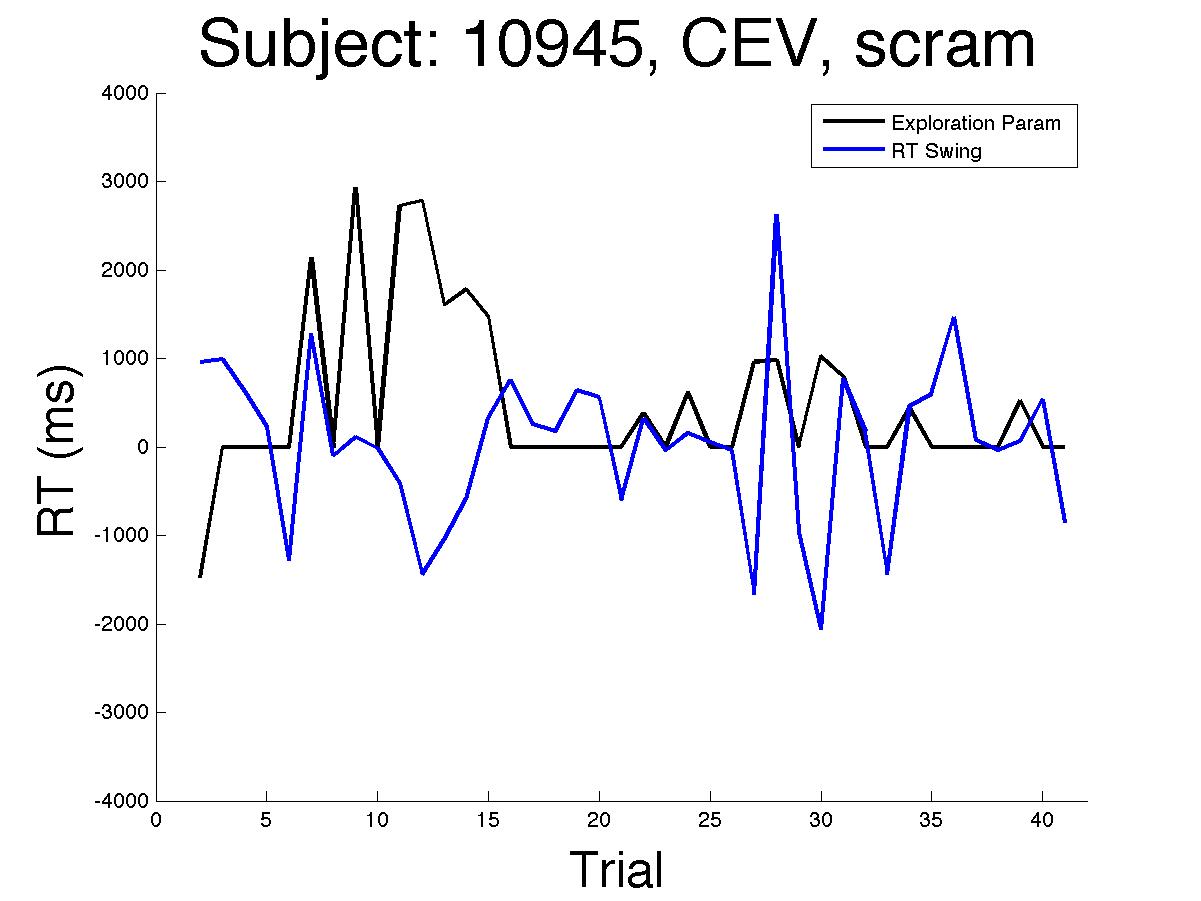 Subject: 10945, CEV, scram
4000
3000
2000
1000
0
-1000
-2000
-3000
-4000
RT (ms)
Exploration Param
RT Swing
0 5 10 15 20 25 30 35 40
Trial